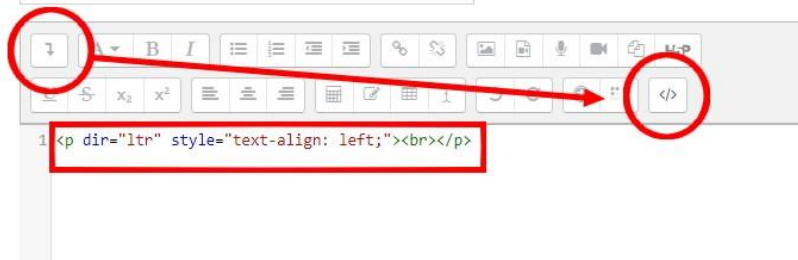 A B I H-P
S x₂ x² </>
1 <p dir="ltr" style="text-align: left;"><br></p>